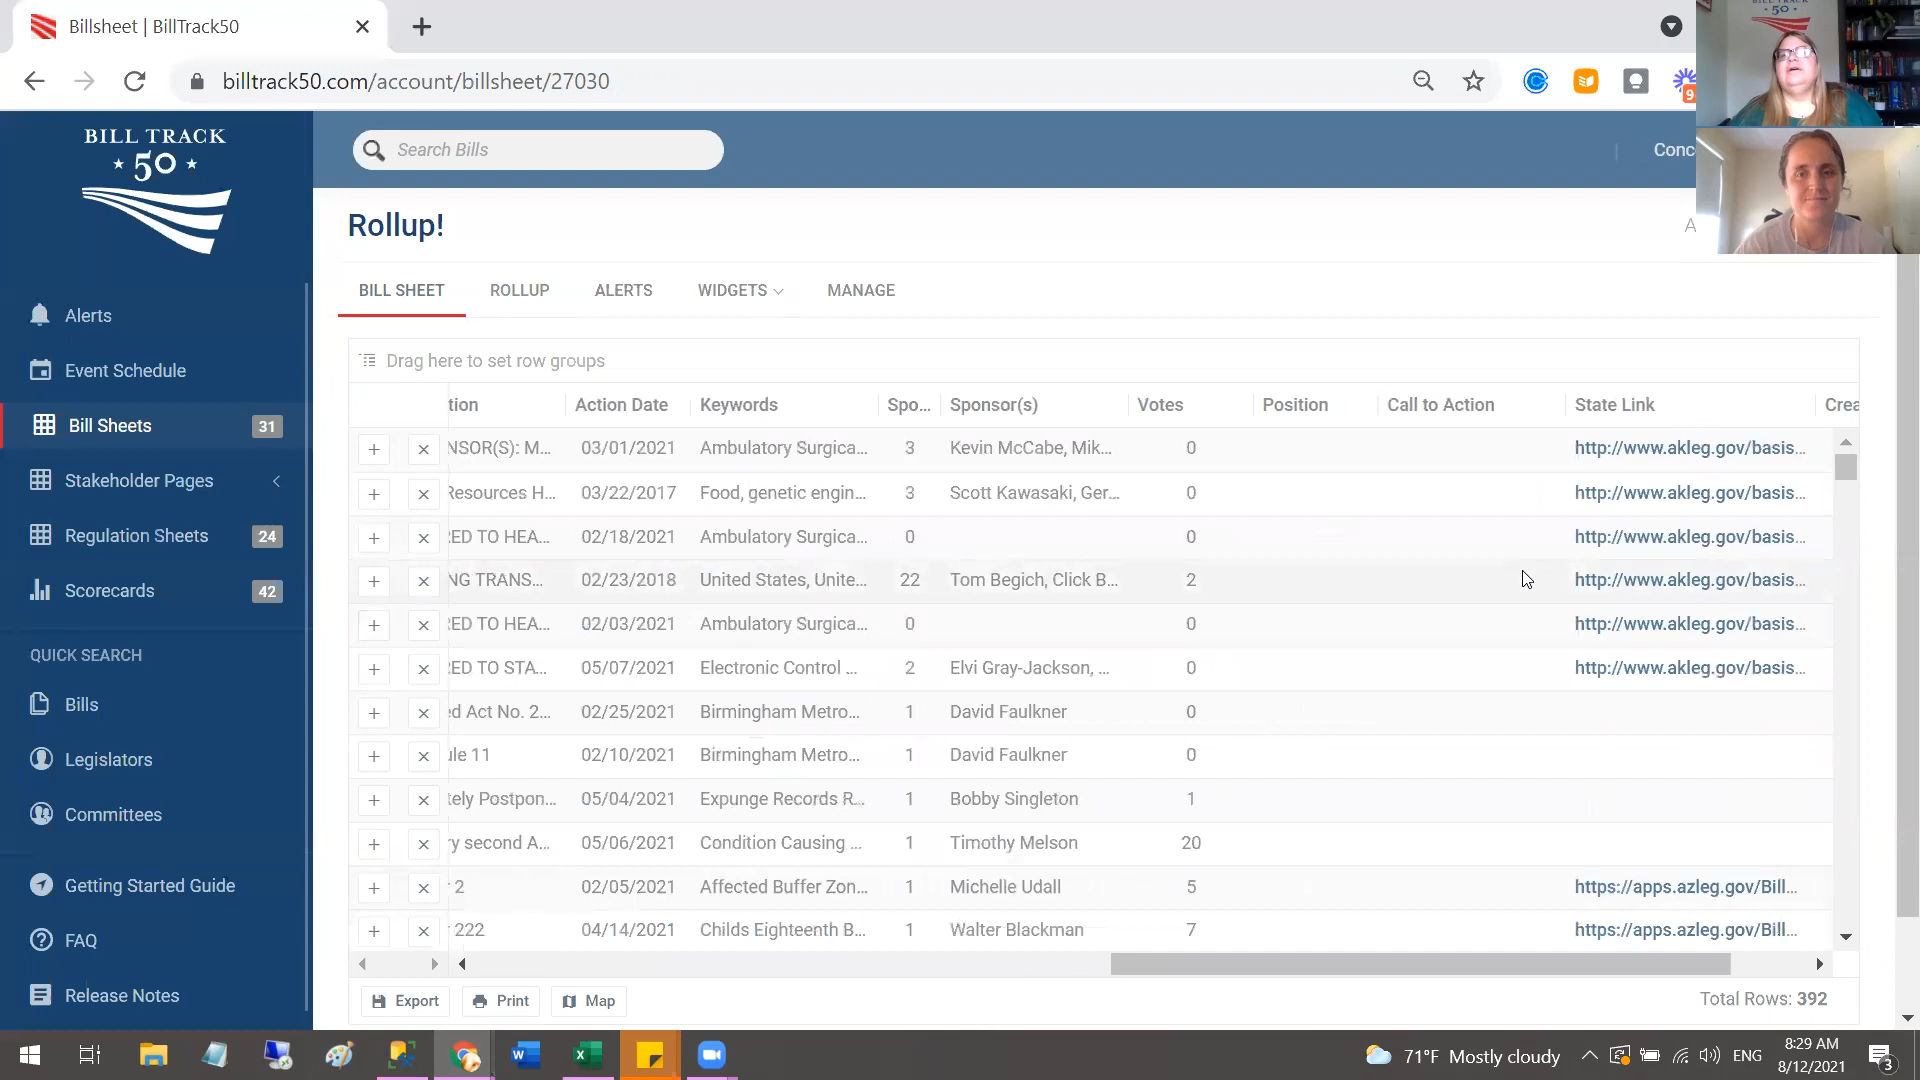 Billsheet | BillTrack50
billtrack50.com/account/billsheet/27030
BILL TRACK
50
Search Bills
Conc
Rollup!
A
BILL SHEET ROLLUP ALERTS WIDGETS MANAGE
Alerts
Event Schedule
Bill Sheets 31
Stakeholder Pages
Regulation Sheets 24
Scorecards 42
QUICK SEARCH
Bills
Legislators
Committees
Getting Started Guide
FAQ
Release Notes
Drag here to set row groups
tion Action Date Keywords Spo... Sponsor(s) Votes Position Call to Action State Link Crea
NSOR(S): M... 03/01/2021 Ambulatory Surgica... 3 Kevin McCabe, Mik... 0 http://www.akleg.gov/basis...
Resources H... 03/22/2017 Food, genetic engin... 3 Scott Kawasaki, Ger... 0 http://www.akleg.gov/basis...
RED TO HEA... 02/18/2021 Ambulatory Surgica... 0 0 http://www.akleg.gov/basis...
NG TRANS... 02/23/2018 United States, Unite... 22 Tom Begich, Click B... 2 http://www.akleg.gov/basis...
RED TO HEA... 02/03/2021 Ambulatory Surgica... 0 0 http://www.akleg.gov/basis...
RED TO STA... 05/07/2021 Electronic Control ... 2 Elvi Gray-Jackson, ... 0 http://www.akleg.gov/basis...
ed Act No. 2... 02/25/2021 Birmingham Metro... 1 David Faulkner 0
ule 11 02/10/2021 Birmingham Metro... 1 David Faulkner 0
tely Postpon... 05/04/2021 Expunge Records R... 1 Bobby Singleton 1
ry second A... 05/06/2021 Condition Causing ... 1 Timothy Melson 20
r 2 02/05/2021 Affected Buffer Zon... 1 Michelle Udall 5 https://apps.azleg.gov/Bill...
r 222 04/14/2021 Childs Eighteenth B... 1 Walter Blackman 7 https://apps.azleg.gov/Bill...
Export Print Map
Total Rows: 392
71°F Mostly cloudy ENG 8:29 AM
8/12/2021
3
9
BILL TRACK
50